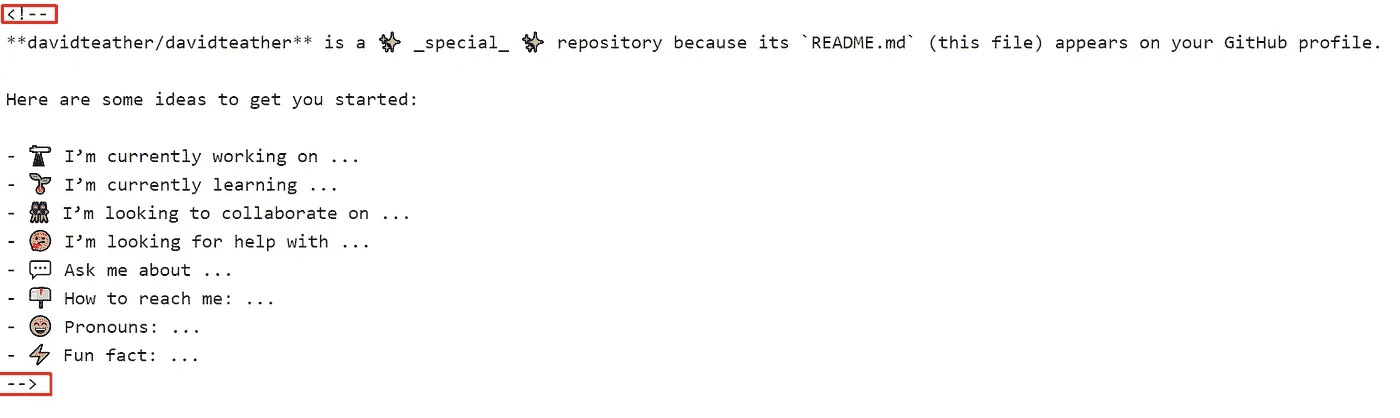 <!--
**davidteather/davidteather** is a ✨ _special_ ✨ repository because its `README.md` (this file) appears on your GitHub profile.
Here are some ideas to get you started:
- 🔭 I’m currently working on ...
- 🌱 I’m currently learning ...
- 👯 I’m looking to collaborate on ...
- 🤔 I’m looking for help with ...
- 💬 Ask me about ...
- 📫 How to reach me: ...
- 😄 Pronouns: ...
- ⚡ Fun fact: ...
-->